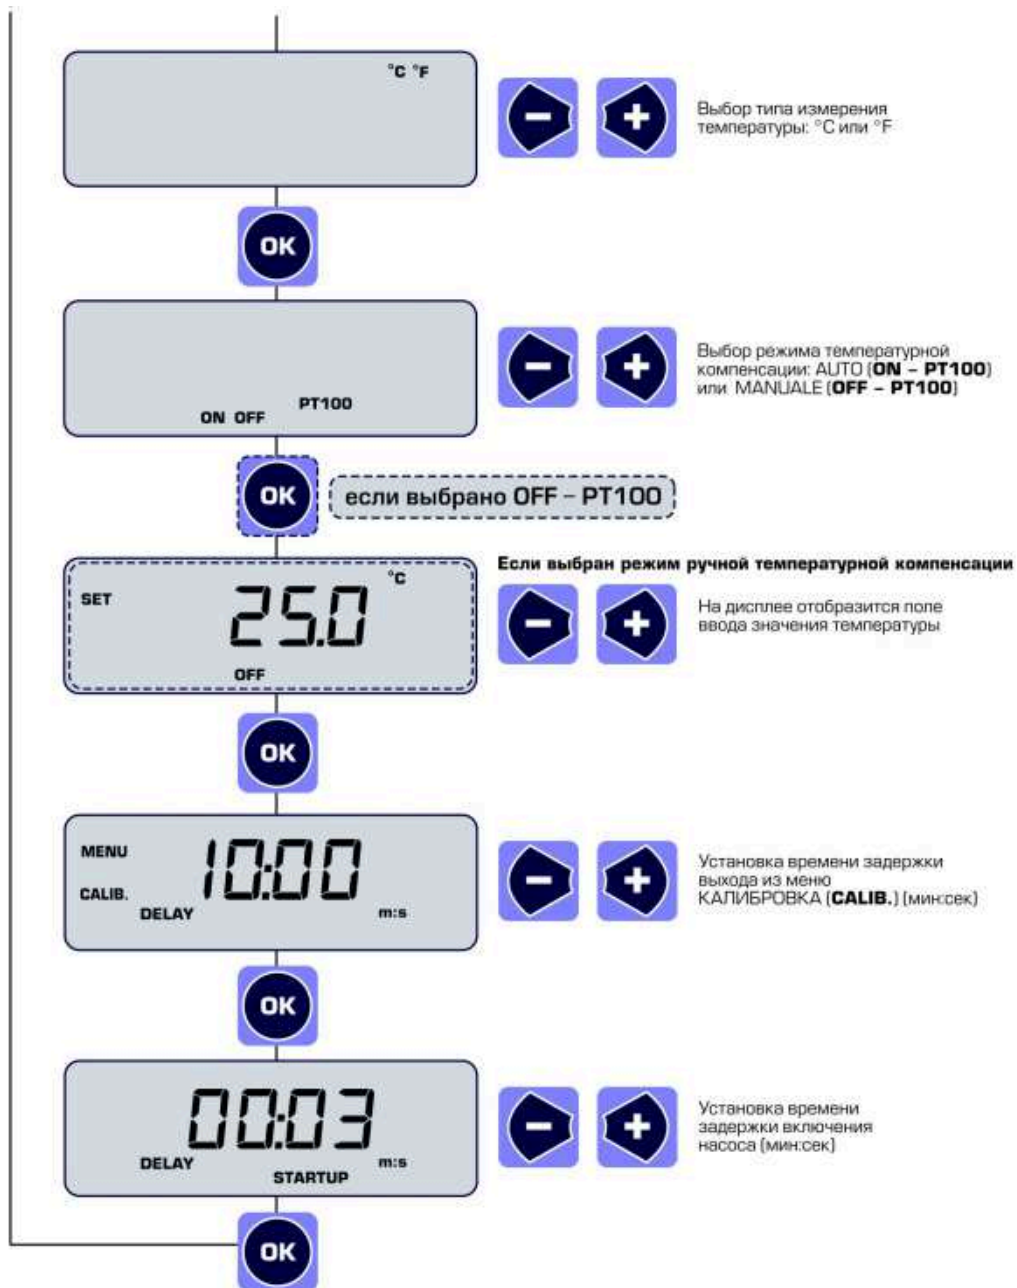 °C °F
− +
Выбор типа измерения
температуры: °C или °F
OK
PT100
ON OFF
− +
Выбор режима температурной
компенсации: AUTO (ON – PT100)
или MANUALE (OFF – PT100)
OK
если выбрано OFF – PT100
Если выбран режим ручной температурной компенсации
°C
SET
25.0
OFF
− +
На дисплее отобразится поле
ввода значения температуры
OK
MENU
10:00
CALIB.
DELAY
m:s
− +
Установка времени задержки
выхода из меню
КАЛИБРОВКА (CALIB.) (мин:сек)
OK
00:03
DELAY
m:s
STARTUP
− +
Установка времени
задержки включения
насоса (мин:сек)
OK